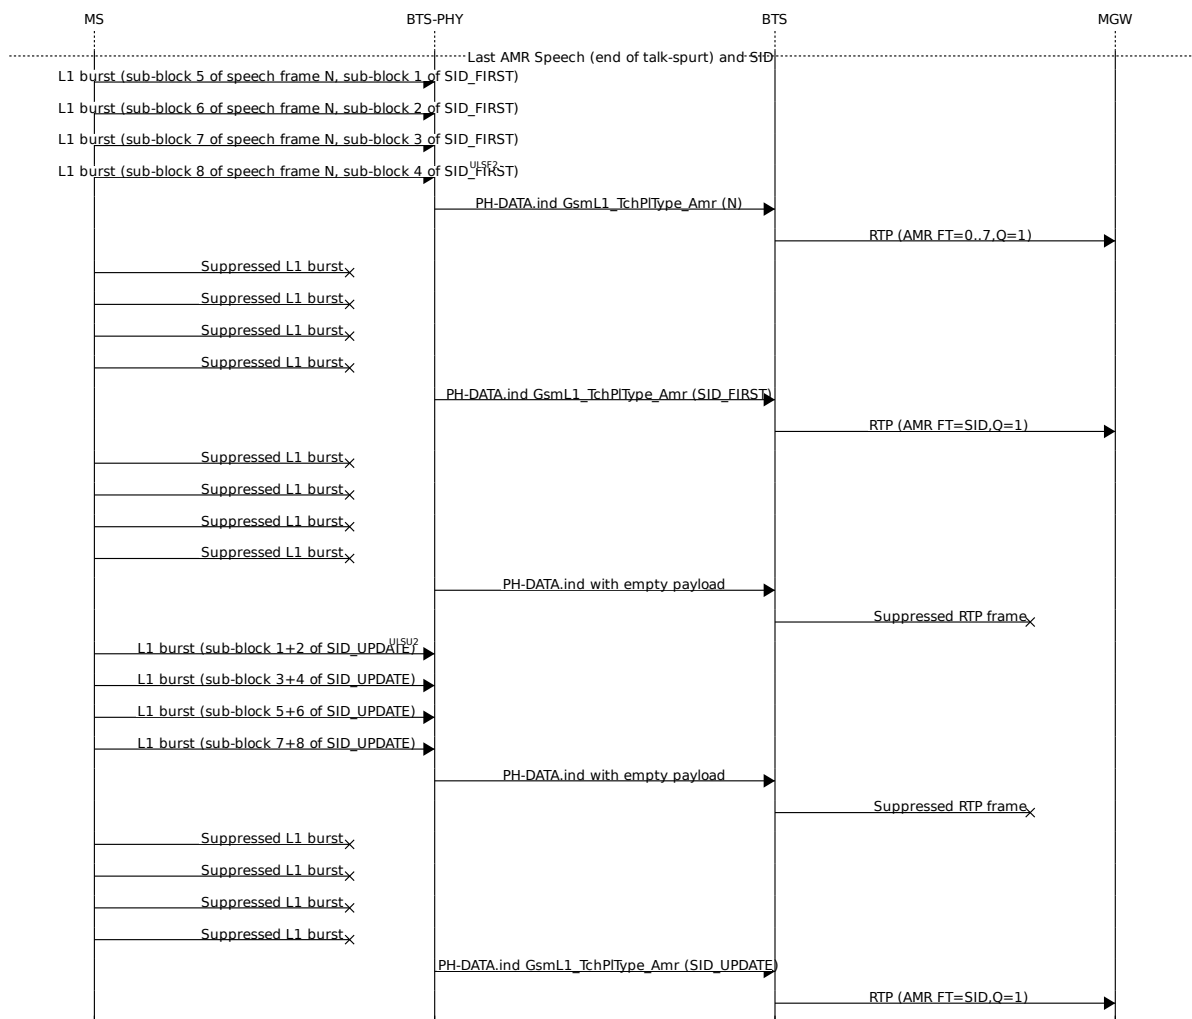 MS BTS-PHY BTS MGW
Last AMR Speech (end of talk-spurt) and SID
L1 burst (sub-block 5 of speech frame N, sub-block 1 of SID_FIRST)
L1 burst (sub-block 6 of speech frame N, sub-block 2 of SID_FIRST)
L1 burst (sub-block 7 of speech frame N, sub-block 3 of SID_FIRST)
ULSF2
L1 burst (sub-block 8 of speech frame N, sub-block 4 of SID_FIRST)
PH-DATA.ind GsmL1_TchPlType_Amr (N)
RTP (AMR FT=0..7,Q=1)
Suppressed L1 burst
Suppressed L1 burst
Suppressed L1 burst
Suppressed L1 burst
PH-DATA.ind GsmL1_TchPlType_Amr (SID_FIRST)
RTP (AMR FT=SID,Q=1)
Suppressed L1 burst
Suppressed L1 burst
Suppressed L1 burst
Suppressed L1 burst
PH-DATA.ind with empty payload
Suppressed RTP frame
ULSU2
L1 burst (sub-block 1+2 of SID_UPDATE)
L1 burst (sub-block 3+4 of SID_UPDATE)
L1 burst (sub-block 5+6 of SID_UPDATE)
L1 burst (sub-block 7+8 of SID_UPDATE)
PH-DATA.ind with empty payload
Suppressed RTP frame
Suppressed L1 burst
Suppressed L1 burst
Suppressed L1 burst
Suppressed L1 burst
PH-DATA.ind GsmL1_TchPlType_Amr (SID_UPDATE)
RTP (AMR FT=SID,Q=1)